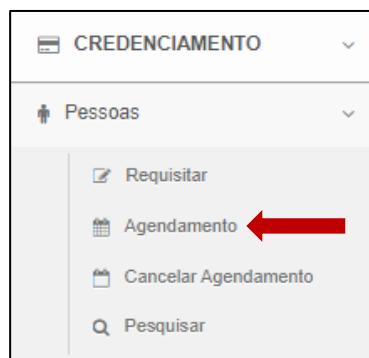 CREDENCIAMENTO
Pessoas
Requisitar
Agendamento
Cancelar Agendamento
Pesquisar